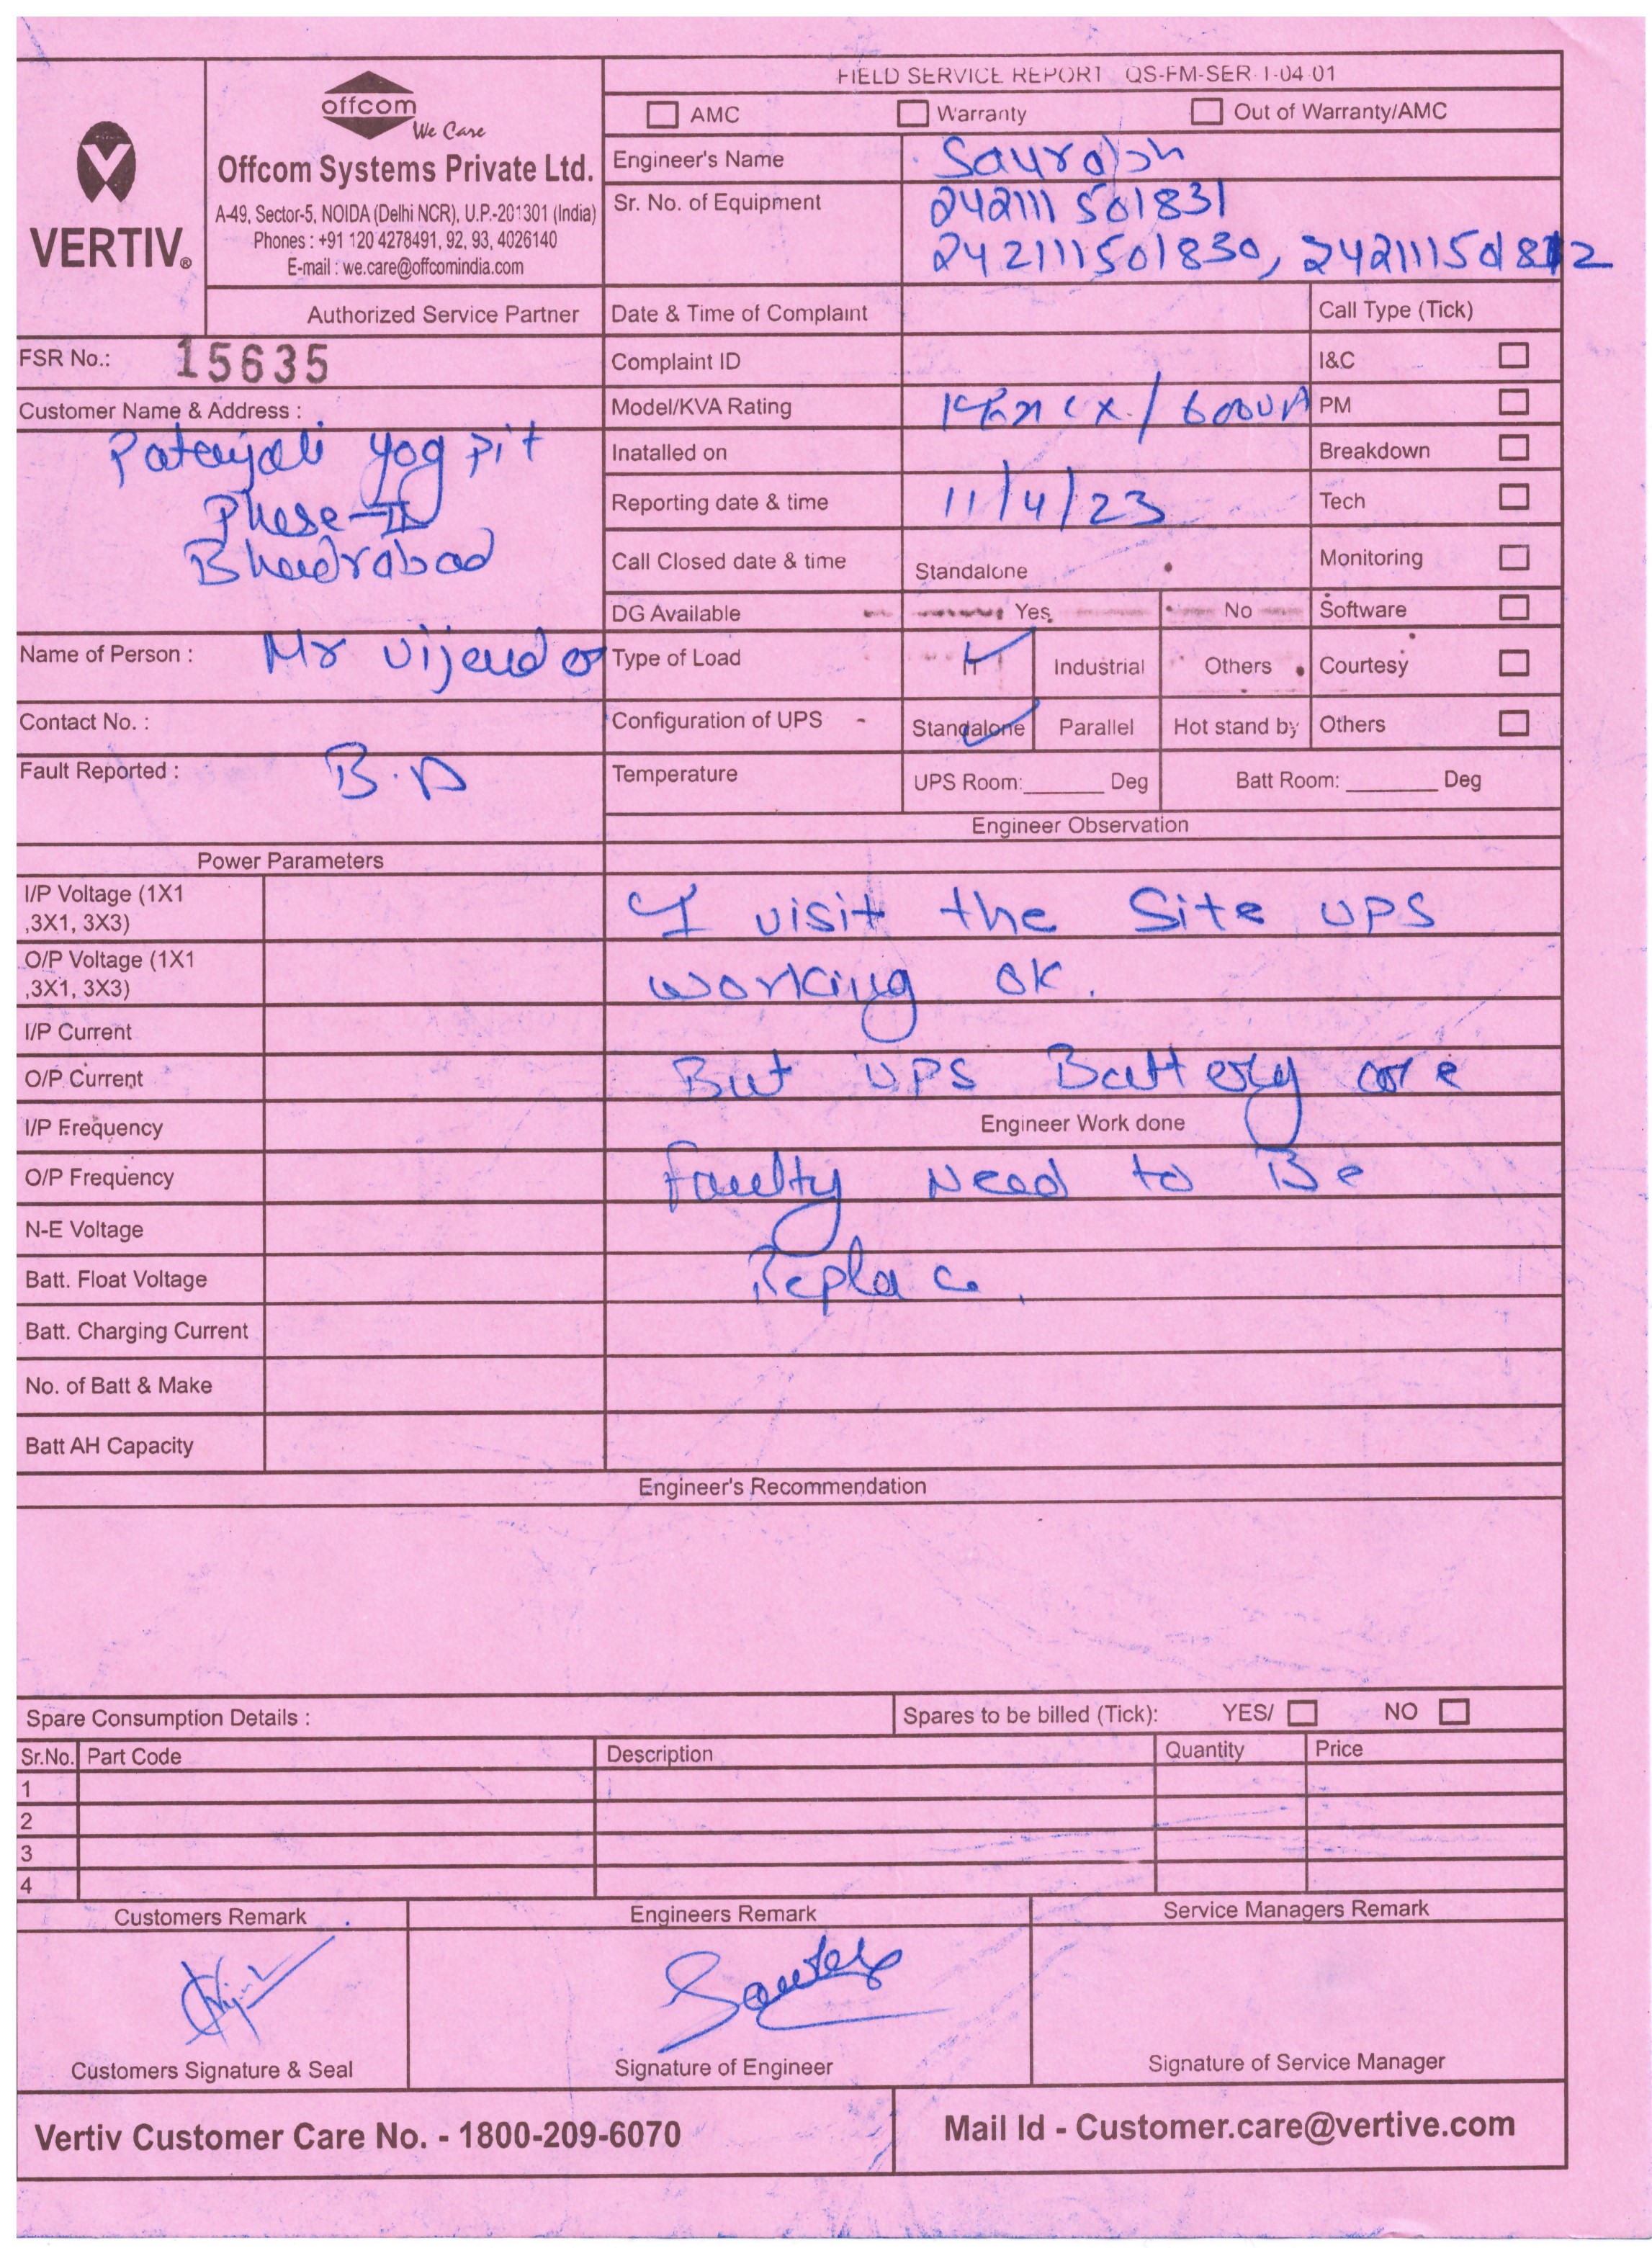 FIELD SERVICE REPORT QS-FM-SER-1-04-01
AMC Warranty Out of Warranty/AMC
offcom
We Care
VERTIV®
Offcom Systems Private Ltd.
A-49, Sector-5, NOIDA (Delhi NCR), U.P.-201301 (India)
Phones : +91 120 4278491, 92, 93, 4026140
E-mail : we.care@offcomindia.com
Authorized Service Partner
Engineer's Name Saurabh
Sr. No. of Equipment 242111501831
242111501830,
Date & Time of Complaint Call Type (Tick)
FSR No.: 15635
Complaint ID I&C
Customer Name & Address :
Model/KVA Rating 6000VA PM
Patanjali yog pit
Phase-II
Bhadrabad
Inatalled on Breakdown
Reporting date & time 11/4/23 Tech
Call Closed date & time Standalone Monitoring
DG Available Yes No Software
Name of Person : Mr Vijender
Type of Load IT Industrial Others Courtesy
Contact No. :
Configuration of UPS - Standalone Parallel Hot stand by Others
Fault Reported : B.D
Temperature UPS Room:______ Deg Batt Room: ______ Deg
Engineer Observation
Power Parameters
I/P Voltage (1X1
,3X1, 3X3)
I visit the Site UPS
O/P Voltage (1X1
,3X1, 3X3)
working ok.
I/P Current
O/P Current
But UPS Battery are
I/P Frequency
Engineer Work done
O/P Frequency
faulty Need to Be
N-E Voltage
Batt. Float Voltage
Replace.
Batt. Charging Current
No. of Batt & Make
Batt AH Capacity
Engineer's Recommendation
Spare Consumption Details : Spares to be billed (Tick): YES/ NO
Sr.No. Part Code Description Quantity Price
1
2
3
4
Customers Remark Engineers Remark Service Managers Remark
Customers Signature & Seal Signature of Engineer Signature of Service Manager
Vertiv Customer Care No. - 1800-209-6070 Mail Id - Customer.care@vertive.com